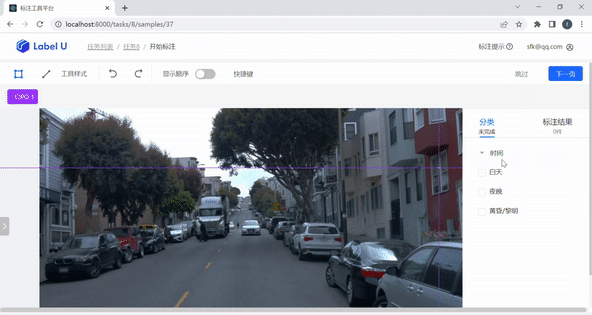 标注工具平台
localhost:8000/tasks/8/samples/37
Label U
任务列表 / 任务8 / 开始标注
标注提示
sfk@qq.com
工具样式
显示顺序
快捷键
跳过
下一页
分类
未完成
标注结果
0件
时间
白天
夜晚
黄昏/黎明